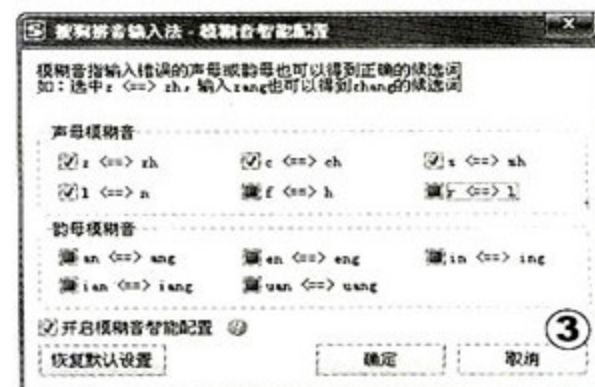 搜狗拼音输入法 - 模糊音智能配置
模糊音指输入错误的声母或韵母也可以得到正确的候选词
如：选中z <==> zh，输入zang也可以得到zhang的候选词
声母模糊音
z <==> zh c <==> ch s <==> sh
l <==> n f <==> h r <==> l
韵母模糊音
an <==> ang en <==> eng in <==> ing
ian <==> iang uan <==> uang
开启模糊音智能配置
③
恢复默认设置 确定 取消